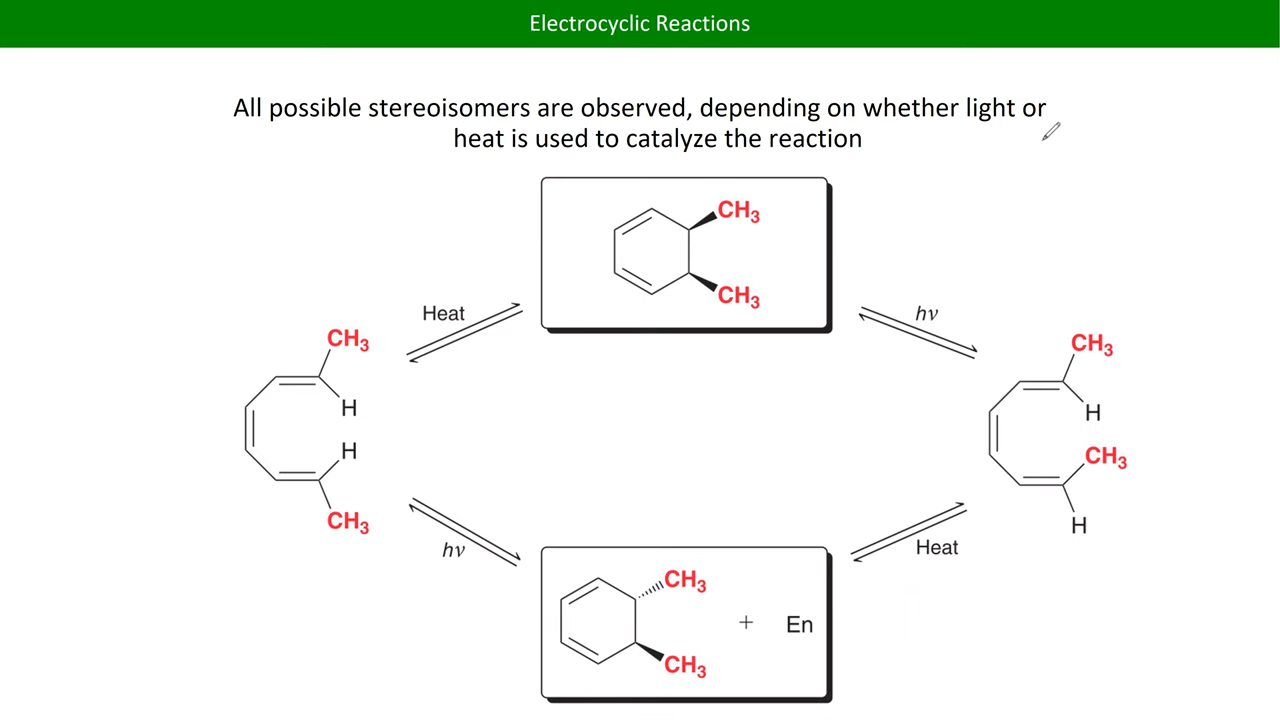 Electrocyclic Reactions
All possible stereoisomers are observed, depending on whether light or
heat is used to catalyze the reaction
CH3
CH3
Heat
hν
CH3
H
H
CH3
CH3
H
CH3
H
hν
Heat
CH3
+ En
CH3